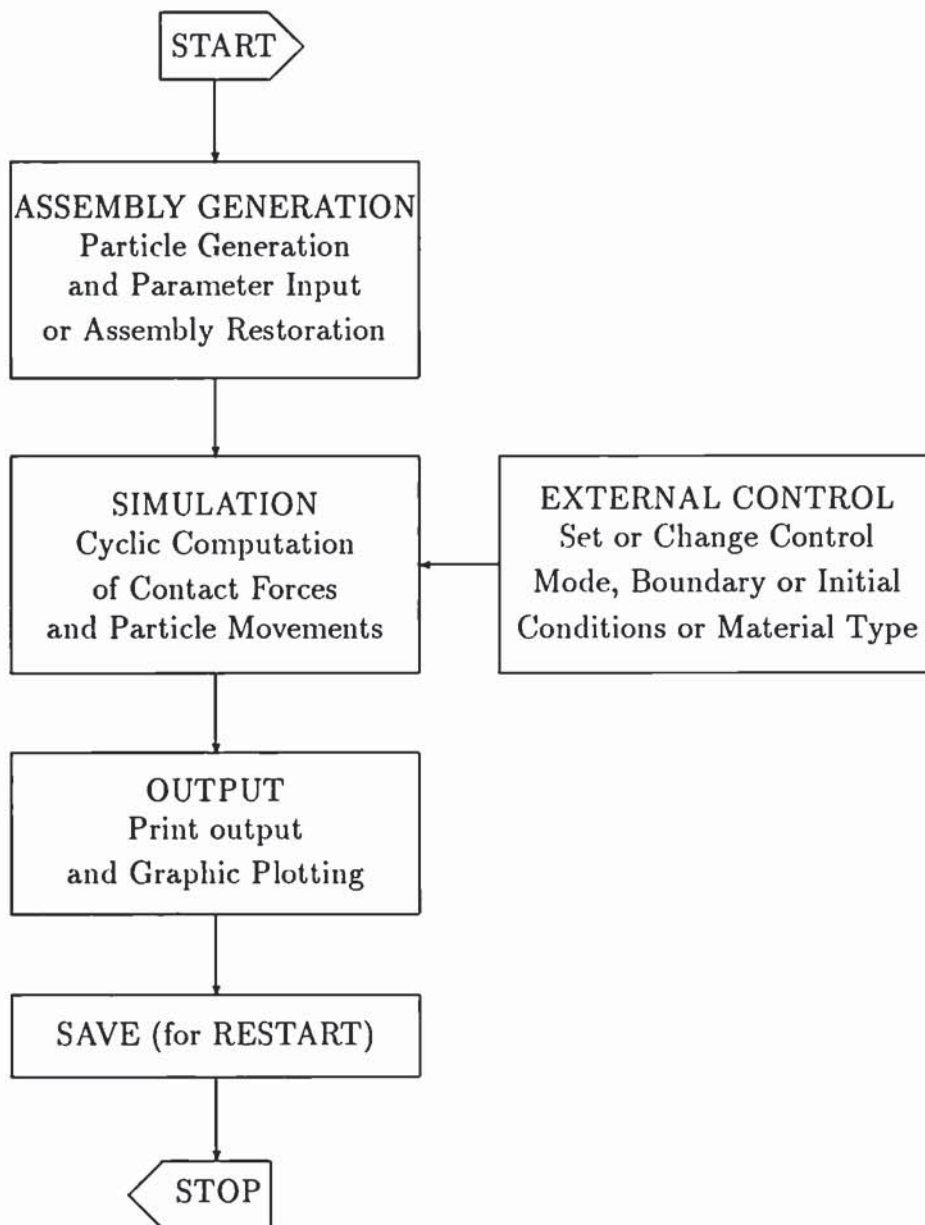 START
ASSEMBLY GENERATION
Particle Generation
and Parameter Input
or Assembly Restoration
SIMULATION
Cyclic Computation
of Contact Forces
and Particle Movements
EXTERNAL CONTROL
Set or Change Control
Mode, Boundary or Initial
Conditions or Material Type
OUTPUT
Print output
and Graphic Plotting
SAVE (for RESTART)
STOP